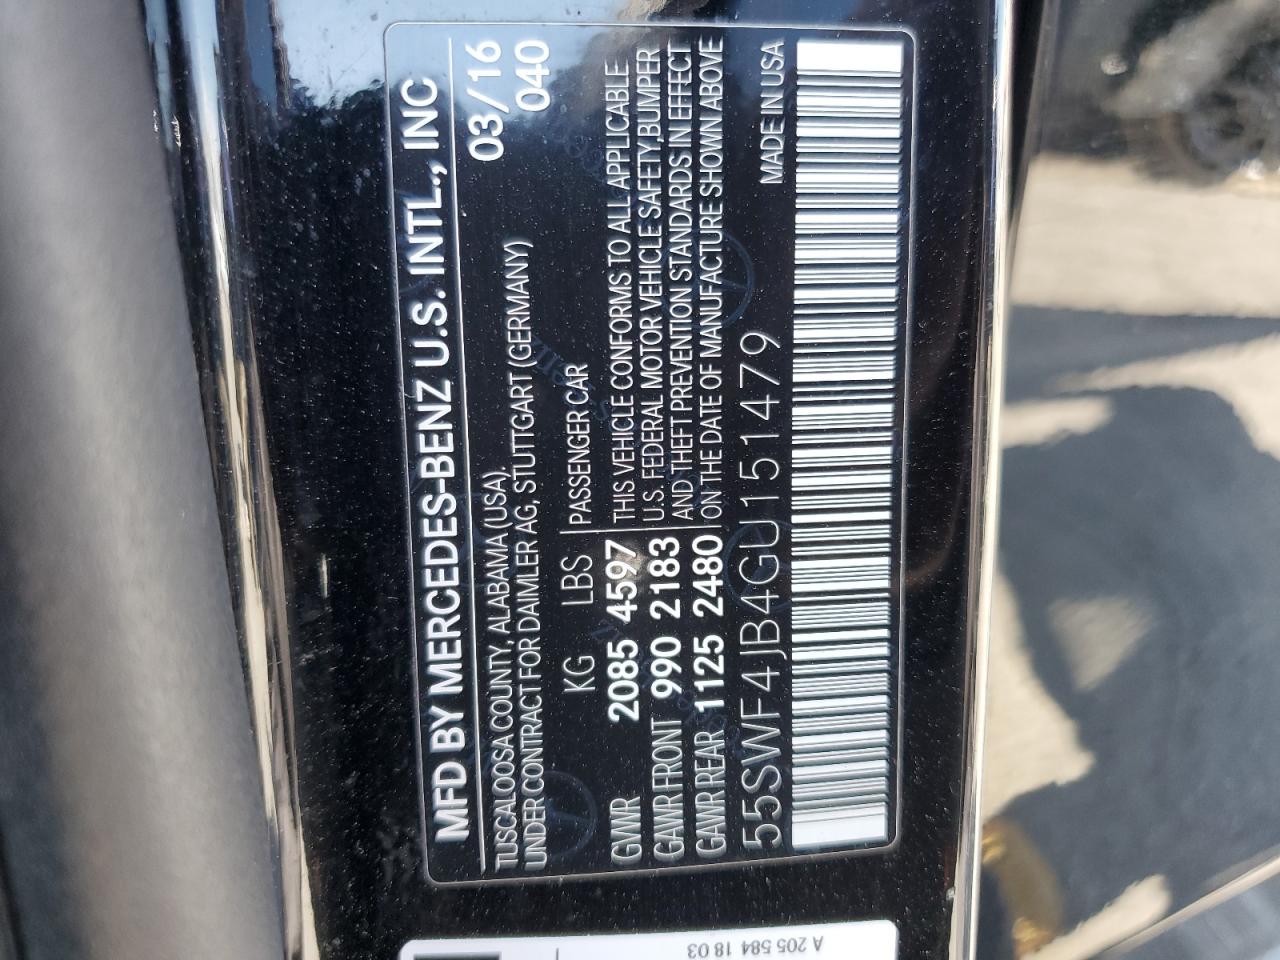 MFD BY MERCEDES-BENZ U.S. INTL., INC
TUSCALOOSA COUNTY, ALABAMA (USA). 03/16
UNDER CONTRACT FOR DAIMLER AG, STUTTGART (GERMANY) 040
KG LBS PASSENGER CAR
GVWR 2085 4597 THIS VEHICLE CONFORMS TO ALL APPLICABLE
U.S. FEDERAL MOTOR VEHICLE SAFETY,BUMPER
GAWR FRONT 990 2183 AND THEFT PREVENTION STANDARDS IN EFFECT
GAWR REAR 1125 2480 ON THE DATE OF MANUFACTURE SHOWN ABOVE
55SWF4JB4GU151479 MADE IN USA
A 205 584 18 03